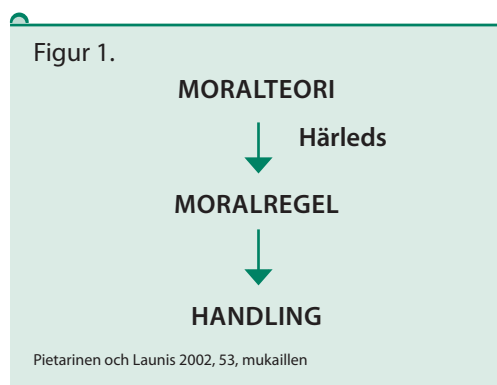 Figur 1.
MORALTEORI
Härleds
MORALREGEL
HANDLING
Pietarinen och Launis 2002, 53, mukaillen